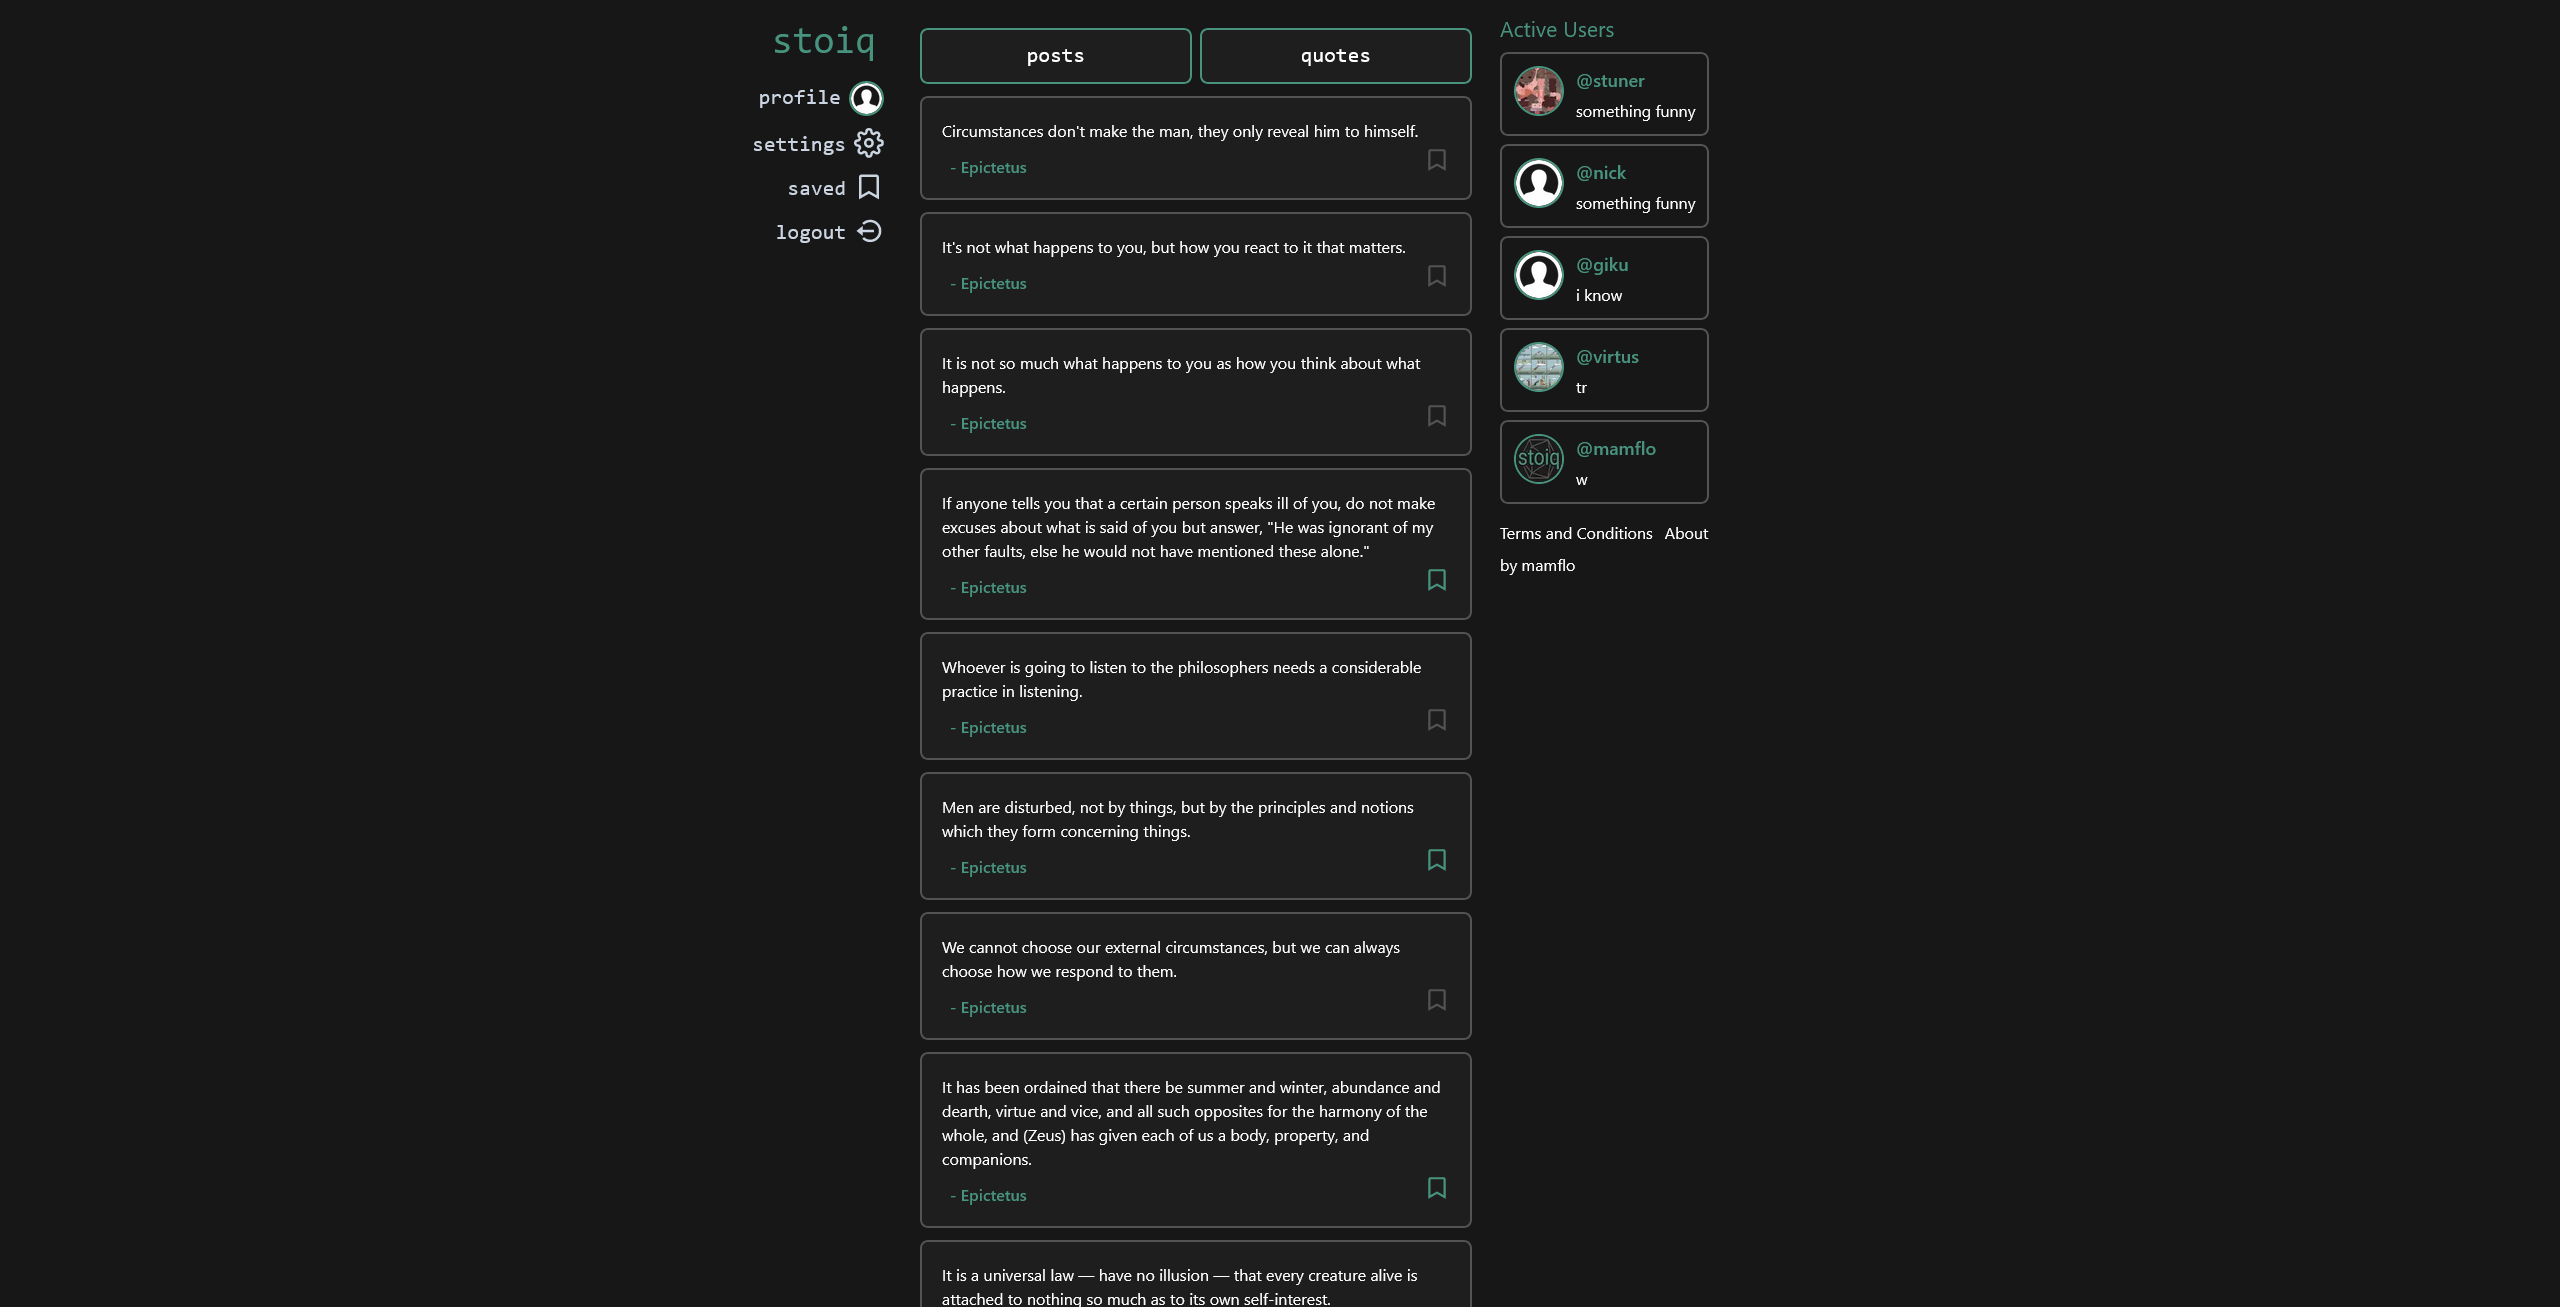 stoiq
profile
settings
saved
logout
posts
quotes
Circumstances don't make the man, they only reveal him to himself.
- Epictetus
It's not what happens to you, but how you react to it that matters.
- Epictetus
It is not so much what happens to you as how you think about what
happens.
- Epictetus
If anyone tells you that a certain person speaks ill of you, do not make
excuses about what is said of you but answer, "He was ignorant of my
other faults, else he would not have mentioned these alone."
- Epictetus
Whoever is going to listen to the philosophers needs a considerable
practice in listening.
- Epictetus
Men are disturbed, not by things, but by the principles and notions
which they form concerning things.
- Epictetus
We cannot choose our external circumstances, but we can always
choose how we respond to them.
- Epictetus
It has been ordained that there be summer and winter, abundance and
dearth, virtue and vice, and all such opposites for the harmony of the
whole, and (Zeus) has given each of us a body, property, and
companions.
- Epictetus
It is a universal law — have no illusion — that every creature alive is
attached to nothing so much as to its own self-interest.
Active Users
@stuner
something funny
@nick
something funny
@giku
i know
@virtus
tr
stoiq
@mamflo
w
Terms and Conditions About
by mamflo